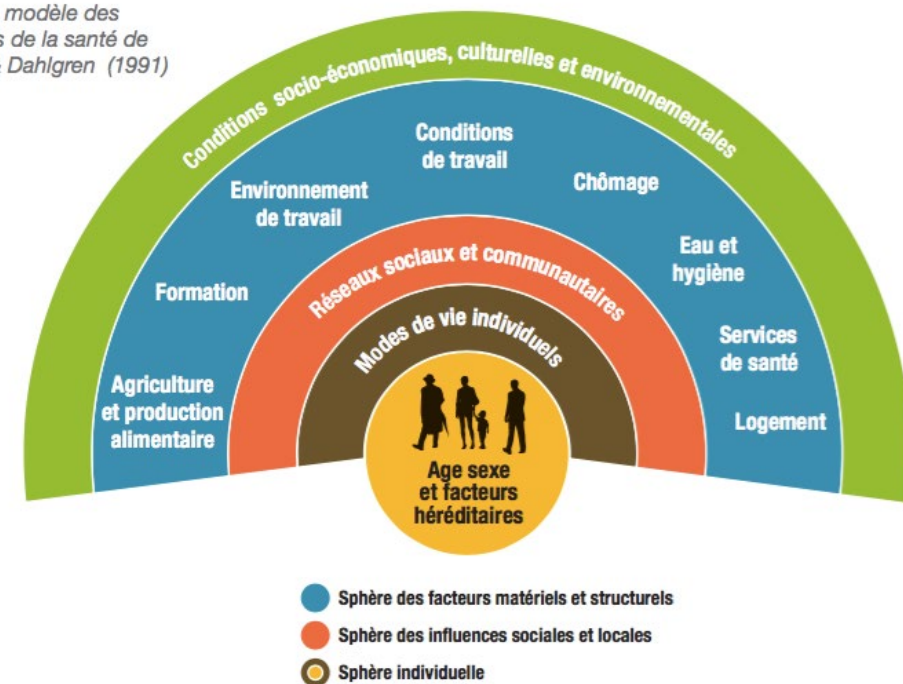 modèle des
de la santé de
Dahlgren (1991)
Conditions socio-économiques, culturelles et environnementales
Conditions
de travail
Environnement
de travail
Chômage
Eau et
hygiène
Formation
Services
de santé
Agriculture
et production
alimentaire
Logement
Réseaux sociaux et communautaires
Modes de vie individuels
Age sexe
et facteurs
héréditaires
Sphère des facteurs matériels et structurels
Sphère des influences sociales et locales
Sphère individuelle